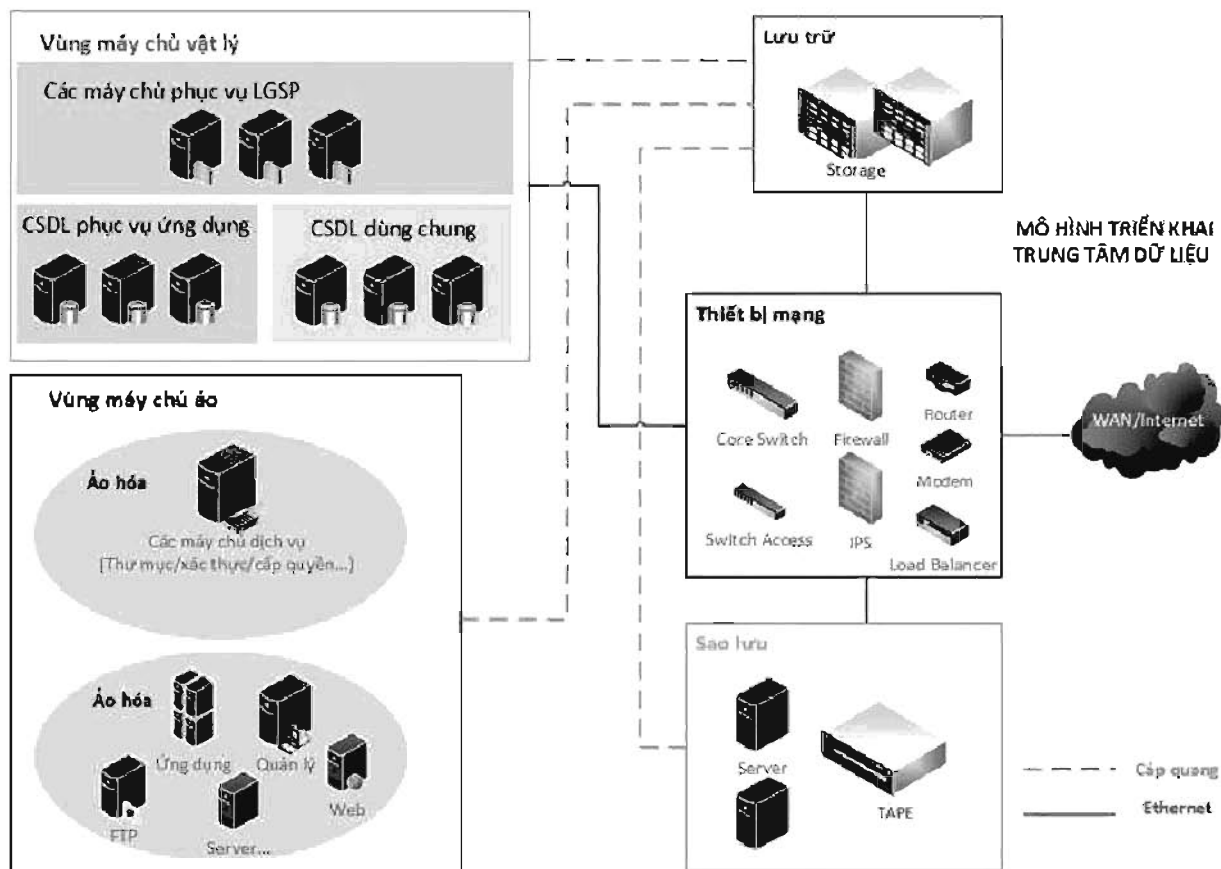 Vùng máy chủ vật lý
Các máy chủ phục vụ LGSP
CSDL phục vụ ứng dụng
CSDL dùng chung
Vùng máy chủ ảo
Ảo hóa
Các máy chủ dịch vụ
(Thư mục/xác thực/cấp quyền...)
Ảo hóa
Ứng dụng
Quản lý
Web
FTP
Server...
Lưu trữ
Storage
MÔ HÌNH TRIỂN KHAI
TRUNG TÂM DỮ LIỆU
Thiết bị mạng
Core Switch
Firewall
Router
Modem
Switch Access
IPS
Load Balancer
WAN/Internet
Sao lưu
Server
TAPE
Cáp quang
Ethernet